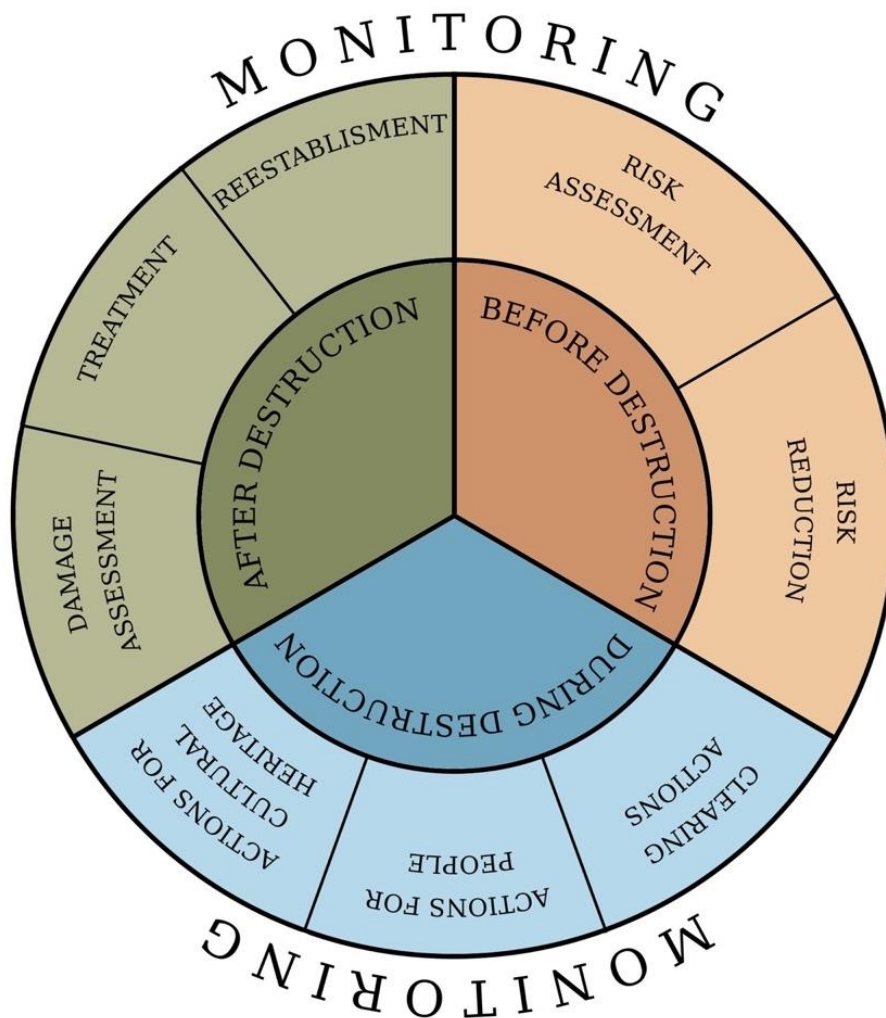 MONITORING
BEFORE DESTRUCTION
RISK
ASSESSMENT
RISK
REDUCTION
DURING DESTRUCTION
CLEARING
ACTIONS
ACTIONS FOR
PEOPLE
ACTIONS FOR
CULTURAL
HERITAGE
AFTER DESTRUCTION
DAMAGE
ASSESSMENT
TREATMENT
REESTABLISMENT
MONITORING